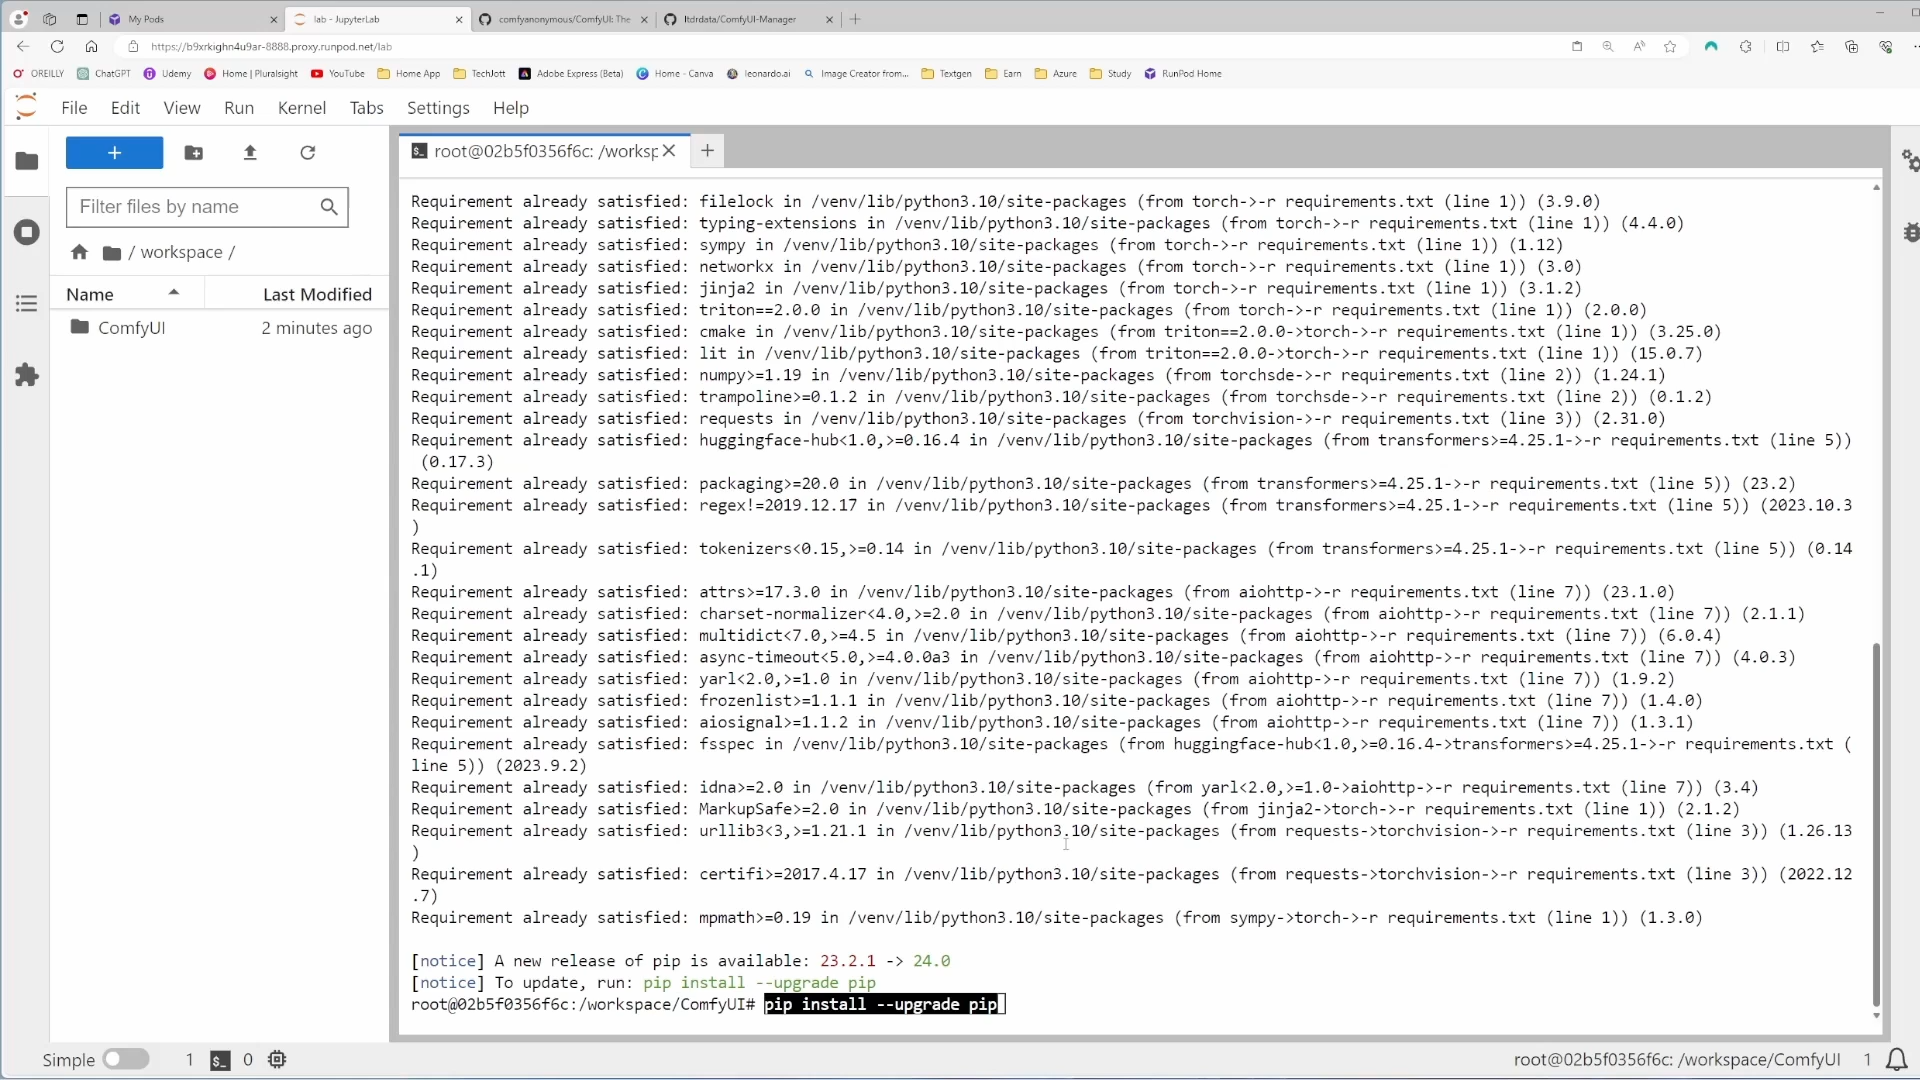 My Pods
lab - JupyterLab
comfyanonymous/ComfyUI: The
ltdrdata/ComfyUI-Manager
https://b9xrkighn4u9ar-8888.proxy.runpod.net/lab
OREILLY
ChatGPT
Udemy
Home | Pluralsight
YouTube
Home App
TechJott
Adobe Express (Beta)
Home - Canva
leonardo.ai
Image Creator from...
Textgen
Earn
Azure
Study
RunPod Home
File Edit View Run Kernel Tabs Settings Help
root@02b5f0356f6c: /worksp
Filter files by name
/ workspace /
Name Last Modified
ComfyUI 2 minutes ago
Requirement already satisfied: filelock in /venv/lib/python3.10/site-packages (from torch->-r requirements.txt (line 1)) (3.9.0)
Requirement already satisfied: typing-extensions in /venv/lib/python3.10/site-packages (from torch->-r requirements.txt (line 1)) (4.4.0)
Requirement already satisfied: sympy in /venv/lib/python3.10/site-packages (from torch->-r requirements.txt (line 1)) (1.12)
Requirement already satisfied: networkx in /venv/lib/python3.10/site-packages (from torch->-r requirements.txt (line 1)) (3.0)
Requirement already satisfied: jinja2 in /venv/lib/python3.10/site-packages (from torch->-r requirements.txt (line 1)) (3.1.2)
Requirement already satisfied: triton==2.0.0 in /venv/lib/python3.10/site-packages (from torch->-r requirements.txt (line 1)) (2.0.0)
Requirement already satisfied: cmake in /venv/lib/python3.10/site-packages (from triton==2.0.0->torch->-r requirements.txt (line 1)) (3.25.0)
Requirement already satisfied: lit in /venv/lib/python3.10/site-packages (from triton==2.0.0->torch->-r requirements.txt (line 1)) (15.0.7)
Requirement already satisfied: numpy>=1.19 in /venv/lib/python3.10/site-packages (from torchsde->-r requirements.txt (line 2)) (1.24.1)
Requirement already satisfied: trampoline>=0.1.2 in /venv/lib/python3.10/site-packages (from torchsde->-r requirements.txt (line 2)) (0.1.2)
Requirement already satisfied: requests in /venv/lib/python3.10/site-packages (from torchvision->-r requirements.txt (line 3)) (2.31.0)
Requirement already satisfied: huggingface-hub<1.0,>=0.16.4 in /venv/lib/python3.10/site-packages (from transformers>=4.25.1->-r requirements.txt (line 5))
(0.17.3)
Requirement already satisfied: packaging>=20.0 in /venv/lib/python3.10/site-packages (from transformers>=4.25.1->-r requirements.txt (line 5)) (23.2)
Requirement already satisfied: regex!=2019.12.17 in /venv/lib/python3.10/site-packages (from transformers>=4.25.1->-r requirements.txt (line 5)) (2023.10.3
)
Requirement already satisfied: tokenizers<0.15,>=0.14 in /venv/lib/python3.10/site-packages (from transformers>=4.25.1->-r requirements.txt (line 5)) (0.14
.1)
Requirement already satisfied: attrs>=17.3.0 in /venv/lib/python3.10/site-packages (from aiohttp->-r requirements.txt (line 7)) (23.1.0)
Requirement already satisfied: charset-normalizer<4.0,>=2.0 in /venv/lib/python3.10/site-packages (from aiohttp->-r requirements.txt (line 7)) (2.1.1)
Requirement already satisfied: multidict<7.0,>=4.5 in /venv/lib/python3.10/site-packages (from aiohttp->-r requirements.txt (line 7)) (6.0.4)
Requirement already satisfied: async-timeout<5.0,>=4.0.0a3 in /venv/lib/python3.10/site-packages (from aiohttp->-r requirements.txt (line 7)) (4.0.3)
Requirement already satisfied: yarl<2.0,>=1.0 in /venv/lib/python3.10/site-packages (from aiohttp->-r requirements.txt (line 7)) (1.9.2)
Requirement already satisfied: frozenlist>=1.1.1 in /venv/lib/python3.10/site-packages (from aiohttp->-r requirements.txt (line 7)) (1.4.0)
Requirement already satisfied: aiosignal>=1.1.2 in /venv/lib/python3.10/site-packages (from aiohttp->-r requirements.txt (line 7)) (1.3.1)
Requirement already satisfied: fsspec in /venv/lib/python3.10/site-packages (from huggingface-hub<1.0,>=0.16.4->transformers>=4.25.1->-r requirements.txt (
line 5)) (2023.9.2)
Requirement already satisfied: idna>=2.0 in /venv/lib/python3.10/site-packages (from yarl<2.0,>=1.0->aiohttp->-r requirements.txt (line 7)) (3.4)
Requirement already satisfied: MarkupSafe>=2.0 in /venv/lib/python3.10/site-packages (from jinja2->torch->-r requirements.txt (line 1)) (2.1.2)
Requirement already satisfied: urllib3<3,>=1.21.1 in /venv/lib/python3.10/site-packages (from requests->torchvision->-r requirements.txt (line 3)) (1.26.13
)
Requirement already satisfied: certifi>=2017.4.17 in /venv/lib/python3.10/site-packages (from requests->torchvision->-r requirements.txt (line 3)) (2022.12
.7)
Requirement already satisfied: mpmath>=0.19 in /venv/lib/python3.10/site-packages (from sympy->torch->-r requirements.txt (line 1)) (1.3.0)
[notice] A new release of pip is available: 23.2.1 -> 24.0
[notice] To update, run: pip install --upgrade pip
root@02b5f0356f6c:/workspace/ComfyUI# pip install --upgrade pip
Simple 1 $_ 0
root@02b5f0356f6c: /workspace/ComfyUI 1